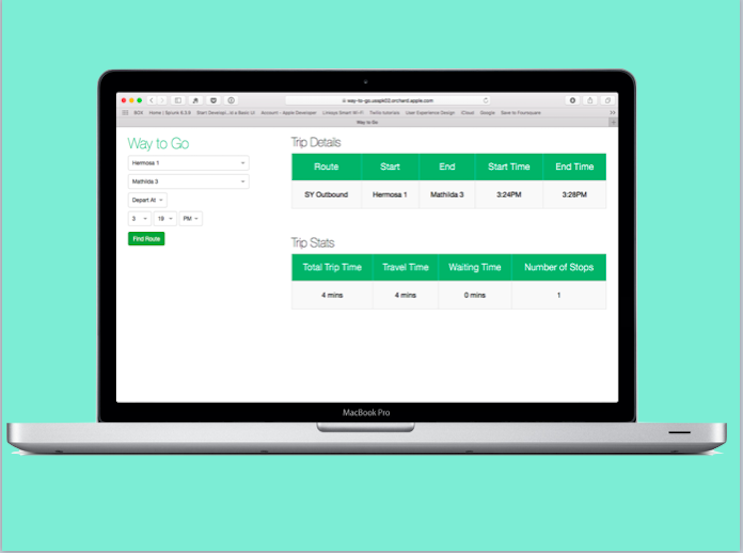 way-to-go.usspk02.orchard.apple.com
BOX Home | Splunk 6.3.9 Start Developi...st a Basic UI Account - Apple Developer Linksys Smart Wi-Fi Twilio tutorials User Experience Design iCloud Google Save to Foursquare
Way to Go
Way to Go
Hermosa 1
Mathilda 3
Depart At
3 19 PM
Find Route
Trip Details
Route Start End Start Time End Time
SY Outbound Hermosa 1 Mathilda 3 3:24PM 3:28PM
Trip Stats
Total Trip Time Travel Time Waiting Time Number of Stops
4 mins 4 mins 0 mins 1
MacBook Pro